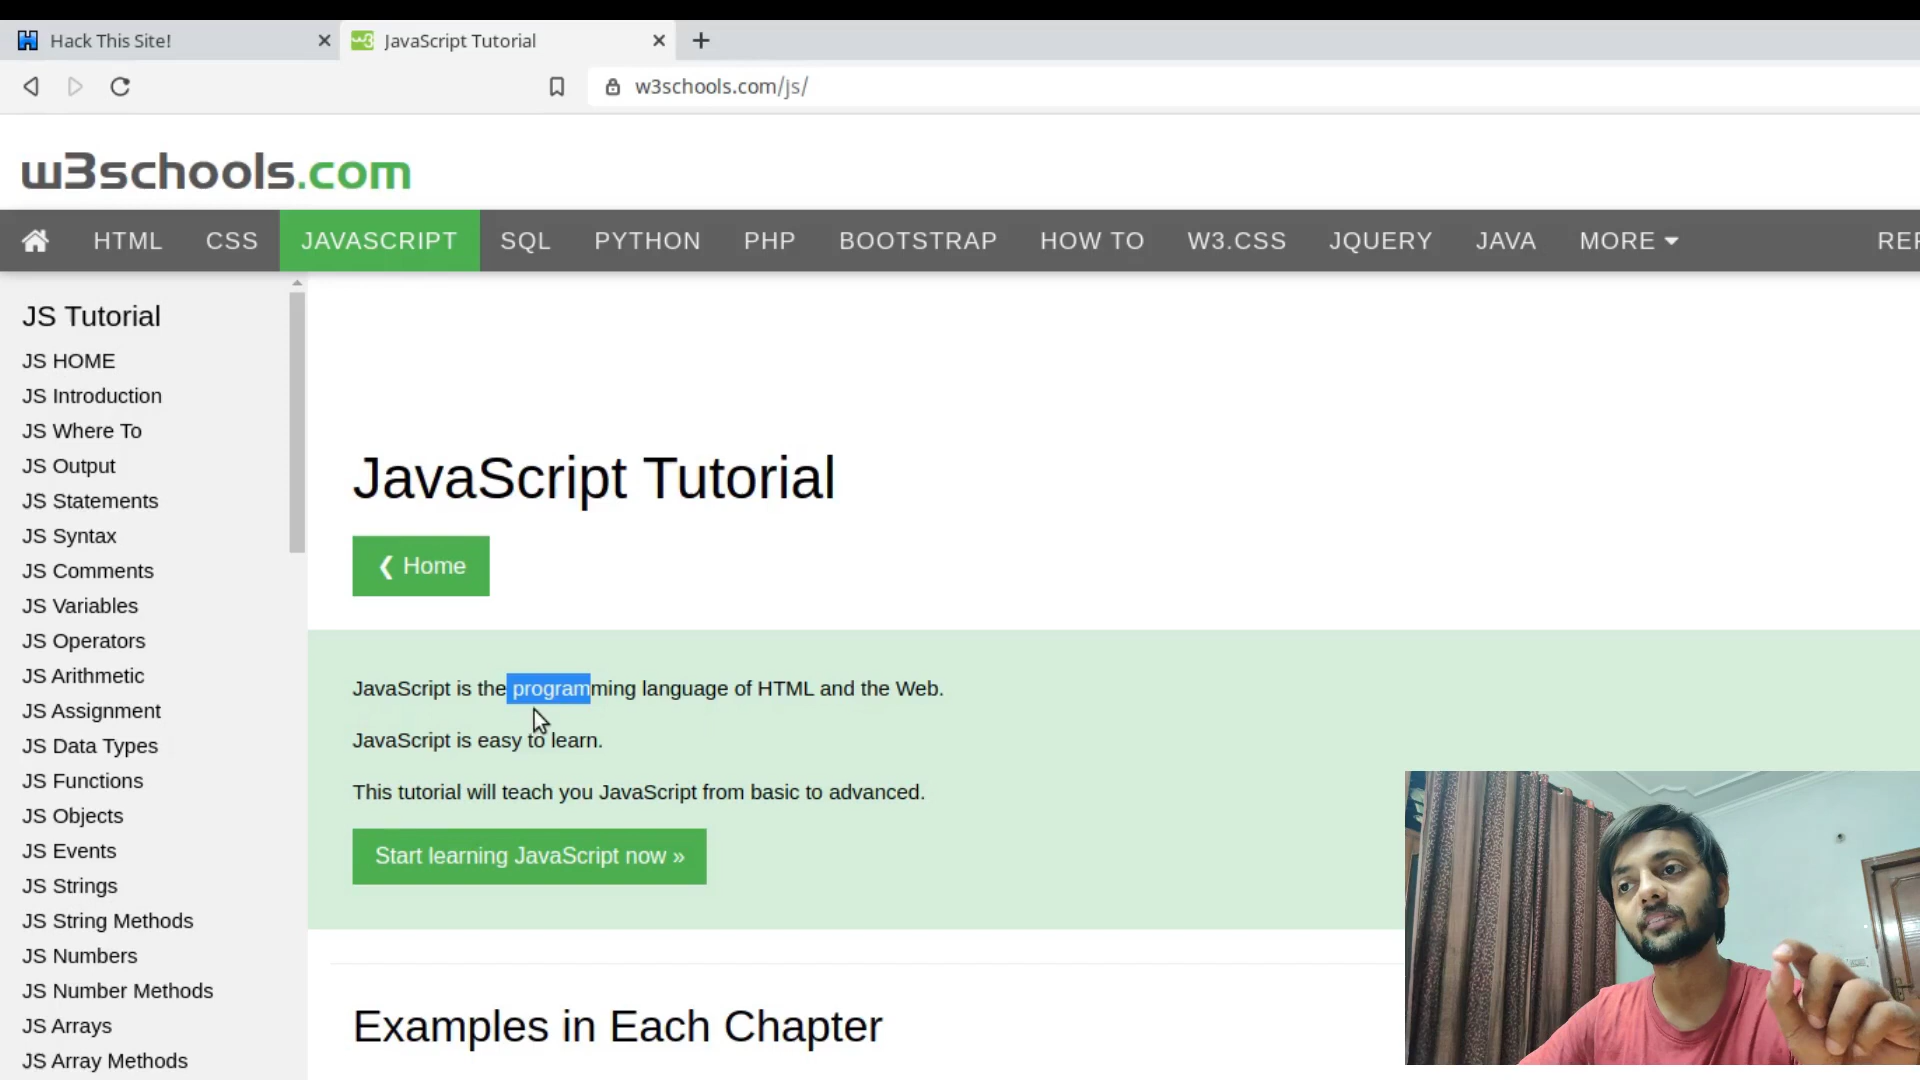 Hack This Site!
JavaScript Tutorial
w3schools.com/js/
w3schools.com
HTML CSS JAVASCRIPT SQL PYTHON PHP BOOTSTRAP HOW TO W3.CSS JQUERY JAVA MORE
JS Tutorial
JS HOME
JS Introduction
JS Where To
JS Output
JS Statements
JS Syntax
JS Comments
JS Variables
JS Operators
JS Arithmetic
JS Assignment
JS Data Types
JS Functions
JS Objects
JS Events
JS Strings
JS String Methods
JS Numbers
JS Number Methods
JS Arrays
JS Array Methods
JavaScript Tutorial
❮ Home
JavaScript is the programming language of HTML and the Web.
JavaScript is easy to learn.
This tutorial will teach you JavaScript from basic to advanced.
Start learning JavaScript now »
Examples in Each Chapter